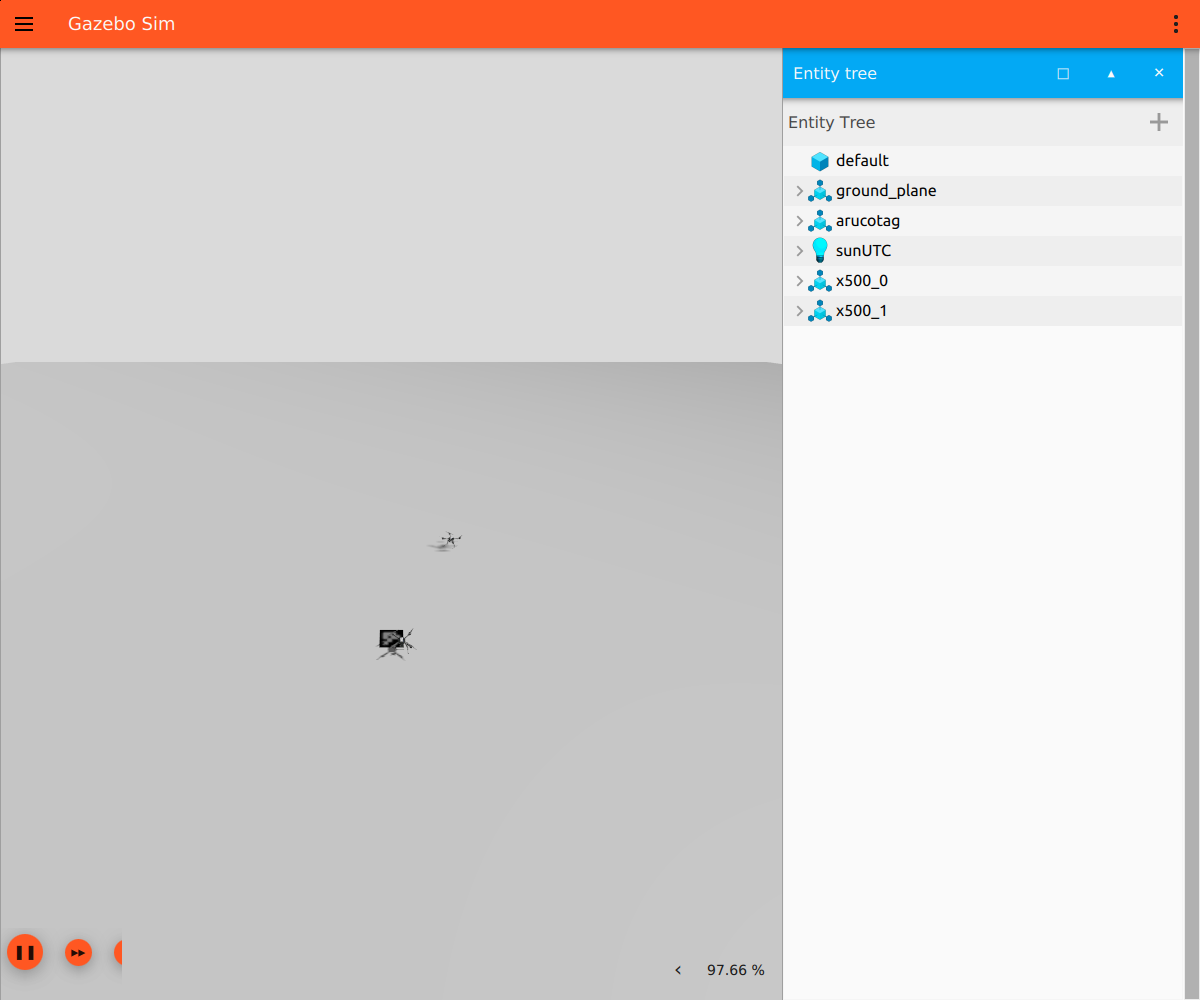 Gazebo Sim
Entity tree
Entity Tree
default
ground_plane
arucotag
sunUTC
x500_0
x500_1
97.66 %